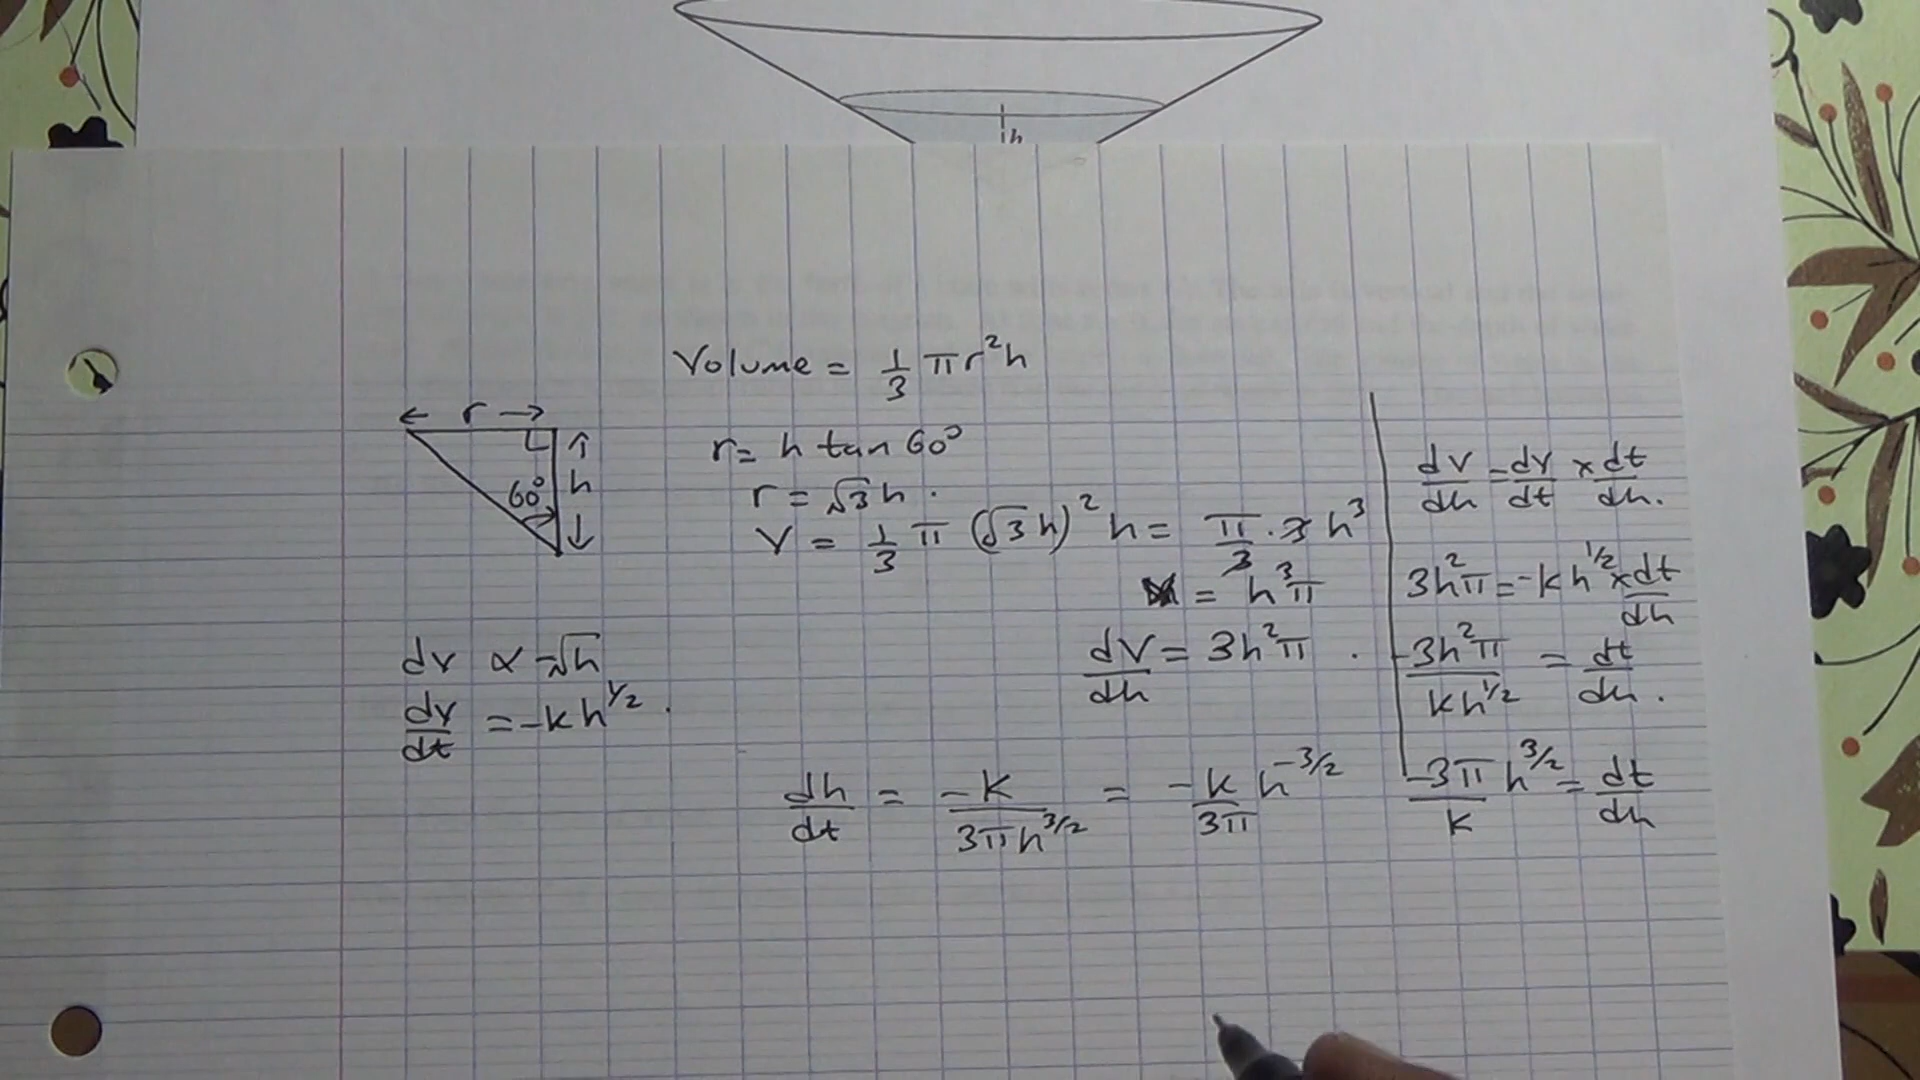 h
Volume = 1/3 πr²h
← r →
h
60°
r = h tan 60°
r = √3 h .
V = 1/3 π (√3 h)² h = π/3 . 3 h³
= h³π
dV/dh = 3h²π .
dv ∝ -√h
dv/dt = -k h^1/2 .
dh/dt = -k/3πh^3/2 = -k/3π h^-3/2
dv/dh = dv/dt × dt/dh .
3h²π = -k h^1/2 × dt/dh
-3h²π/kh^1/2 = dt/dh .
-3π/k h^3/2 = dt/dh